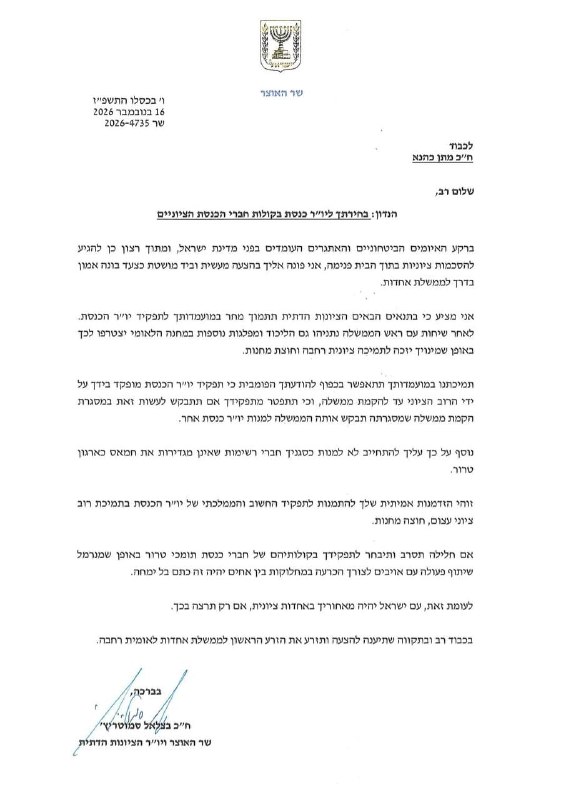 שר האוצר
ו' בכסלו התשפ"ז
16 בנובמבר 2026
שר 2026-4735
לכבוד
ח"כ מתן כהנא
שלום רב,
הנדון: בחירתך ליו"ר כנסת בקולות חברי הכנסת הציוניים
ברקע האיומים הביטחוניים והאתגרים העומדים בפני מדינת ישראל, ומתוך רצון כן להגיע
להסכמות ציוניות בתוך הבית פנימה, אני פונה אליך בהצעה מעשית וביד מושטת כצעד בונה אמון
בדרך לממשלת אחדות.
אני מציע כי בתנאים הבאים הציונות הדתית תתמוך מחר במועמדותך לתפקיד יו"ר הכנסת.
לאחר שיחות עם ראש הממשלה נתניהו גם הליכוד ומפלגות נוספות במחנה הלאומי יצטרפו לכך
באופן שמינויך יזכה לתמיכה ציונית רחבה וחוצת מחנות.
תמיכתנו במועמדותך תתאפשר בכפוף להודעתך הפומבית כי תפקיד יו"ר הכנסת מופקד בידך על
ידי הרוב הציוני עד להקמת ממשלה, וכי תתפטר מתפקידך אם תתבקש לעשות זאת במסגרת
הקמת ממשלה שמסגרתה תבקש אותה הממשלה למנות יו"ר כנסת אחר.
נוסף על כך עליך להתחייב לא למנות כסגניך חברי רשימות שאינן מגדירות את חמאס כארגון
טרור.
זוהי הזדמנות אמיתית שלך להתמנות לתפקיד החשוב והממלכתי של יו"ר הכנסת בתמיכת רוב
ציוני עצום, חוצה מחנות.
אם חלילה תסרב ותיבחר לתפקידך בקולותיהם של חברי כנסת תומכי טרור באופן שמנרמל
שיתוף פעולה עם אויבים לצורך הכרעה במחלוקות בין אחים יהיה זה כתם בל ימחה.
לעומת זאת, עם ישראל יהיה מאחוריך באחדות ציונית, אם רק תרצה בכך.
בכבוד רב ובתקווה שתיענה להצעה ותזרע את הזרע הראשון לממשלת אחדות לאומית רחבה.
בברכה,
ח"כ בצלאל סמוטריץ'
שר האוצר ויו"ר הציונות הדתית